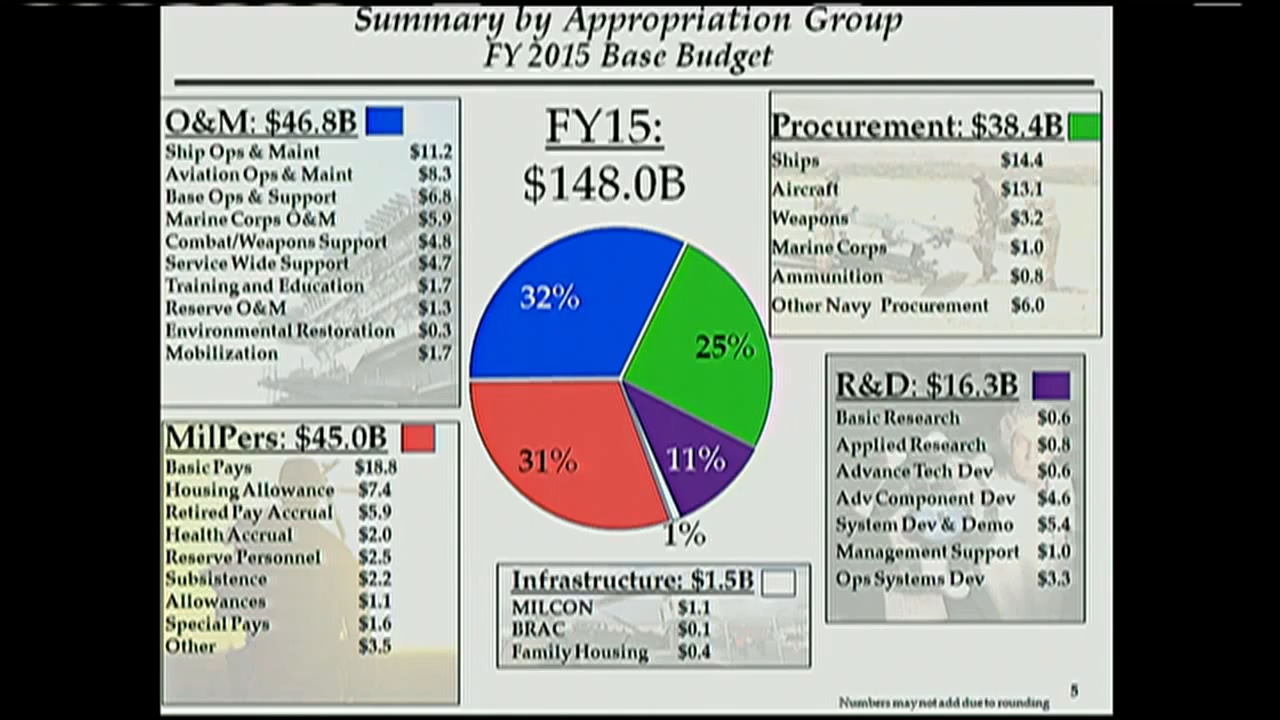 Summary by Appropriation Group
FY 2015 Base Budget
O&M: $46.8B
Ship Ops & Maint $11.2
Aviation Ops & Maint $8.3
Base Ops & Support $6.8
Marine Corps O&M $5.9
Combat/Weapons Support $4.8
Service Wide Support $4.7
Training and Education $1.7
Reserve O&M $1.3
Environmental Restoration $0.3
Mobilization $1.7
MilPers: $45.0B
Basic Pays $18.8
Housing Allowance $7.4
Retired Pay Accrual $5.9
Health Accrual $2.0
Reserve Personnel $2.5
Subsistence $2.2
Allowances $1.1
Special Pays $1.6
Other $3.5
FY15:
$148.0B
32%
25%
31%
11%
1%
Infrastructure: $1.5B
MILCON $1.1
BRAC $0.1
Family Housing $0.4
Procurement: $38.4B
Ships $14.4
Aircraft $13.1
Weapons $3.2
Marine Corps $1.0
Ammunition $0.8
Other Navy Procurement $6.0
R&D: $16.3B
Basic Research $0.6
Applied Research $0.8
Advance Tech Dev $0.6
Adv Component Dev $4.6
System Dev & Demo $5.4
Management Support $1.0
Ops Systems Dev $3.3
5
Numbers may not add due to rounding